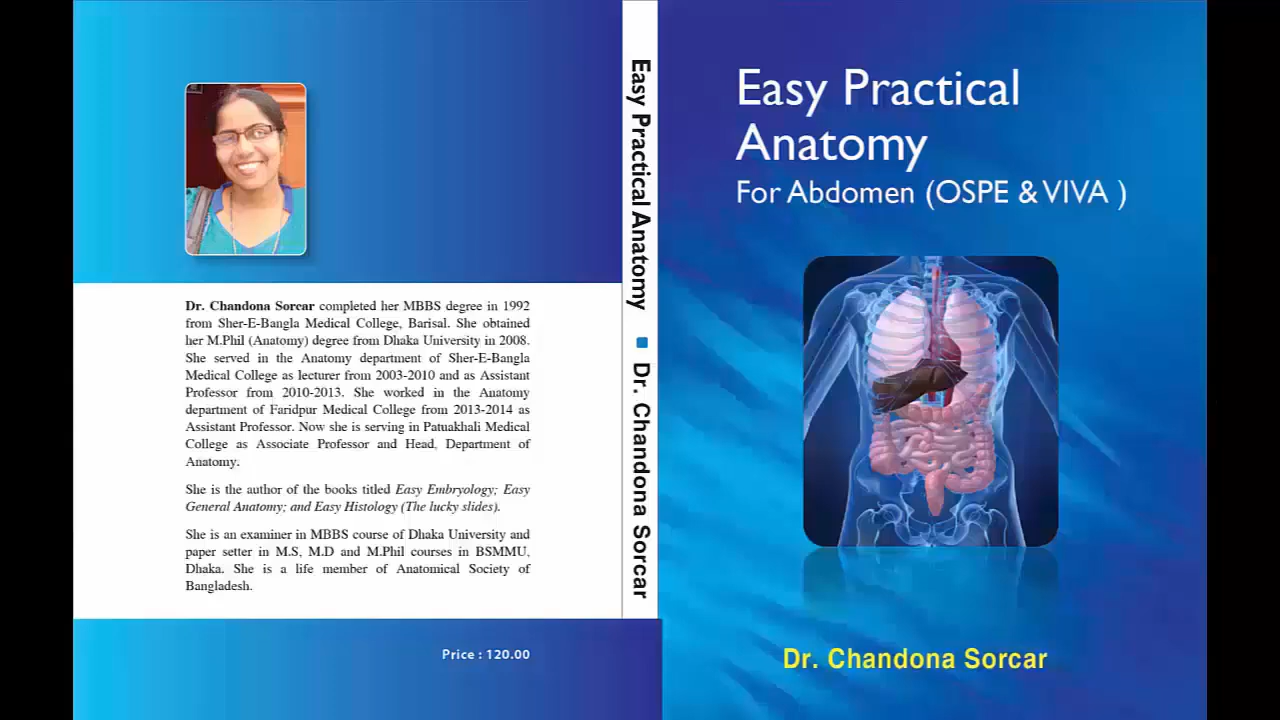 Dr. Chandona Sorcar completed her MBBS degree in 1992
from Sher-E-Bangla Medical College, Barisal. She obtained
her M.Phil (Anatomy) degree from Dhaka University in 2008.
She served in the Anatomy department of Sher-E-Bangla
Medical College as lecturer from 2003-2010 and as Assistant
Professor from 2010-2013. She worked in the Anatomy
department of Faridpur Medical College from 2013-2014 as
Assistant Professor. Now she is serving in Patuakhali Medical
College as Associate Professor and Head, Department of
Anatomy.
She is the author of the books titled Easy Embryology; Easy
General Anatomy; and Easy Histology (The lucky slides).
She is an examiner in MBBS course of Dhaka University and
paper setter in M.S, M.D and M.Phil courses in BSMMU,
Dhaka. She is a life member of Anatomical Society of
Bangladesh.
Price : 120.00
Easy Practical Anatomy Dr. Chandona Sorcar
Easy Practical
Anatomy
For Abdomen (OSPE & VIVA )
Dr. Chandona Sorcar